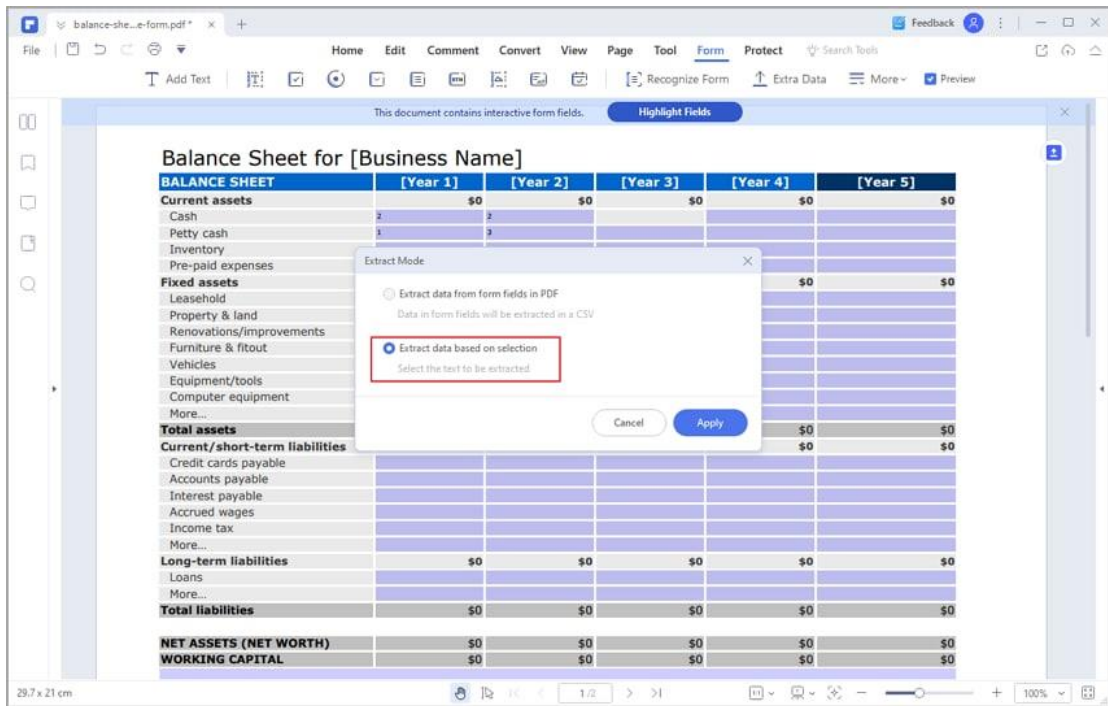 balance-she...e-form.pdf *
Feedback
File
Home Edit Comment Convert View Page Tool Form Protect Search Tools
Add Text Recognize Form Extra Data More Preview
This document contains interactive form fields. Highlight Fields
Balance Sheet for [Business Name]
BALANCE SHEET [Year 1] [Year 2] [Year 3] [Year 4] [Year 5]
Current assets $0 $0 $0 $0 $0
Cash 2 2
Petty cash 1 3
Inventory
Pre-paid expenses
Fixed assets $0 $0
Leasehold
Property & land
Renovations/improvements
Furniture & fitout
Vehicles
Equipment/tools
Computer equipment
More...
Total assets $0 $0
Current/short-term liabilities $0 $0
Extract Mode
Extract data from form fields in PDF
Data in form fields will be extracted in a CSV
Extract data based on selection
Select the text to be extracted
Cancel Apply
Credit cards payable
Accounts payable
Interest payable
Accrued wages
Income tax
More...
Long-term liabilities $0 $0 $0 $0 $0
Loans
More...
Total liabilities $0 $0 $0 $0 $0
NET ASSETS (NET WORTH) $0 $0 $0 $0 $0
WORKING CAPITAL $0 $0 $0 $0 $0
29.7 x 21 cm 1 /2 100%